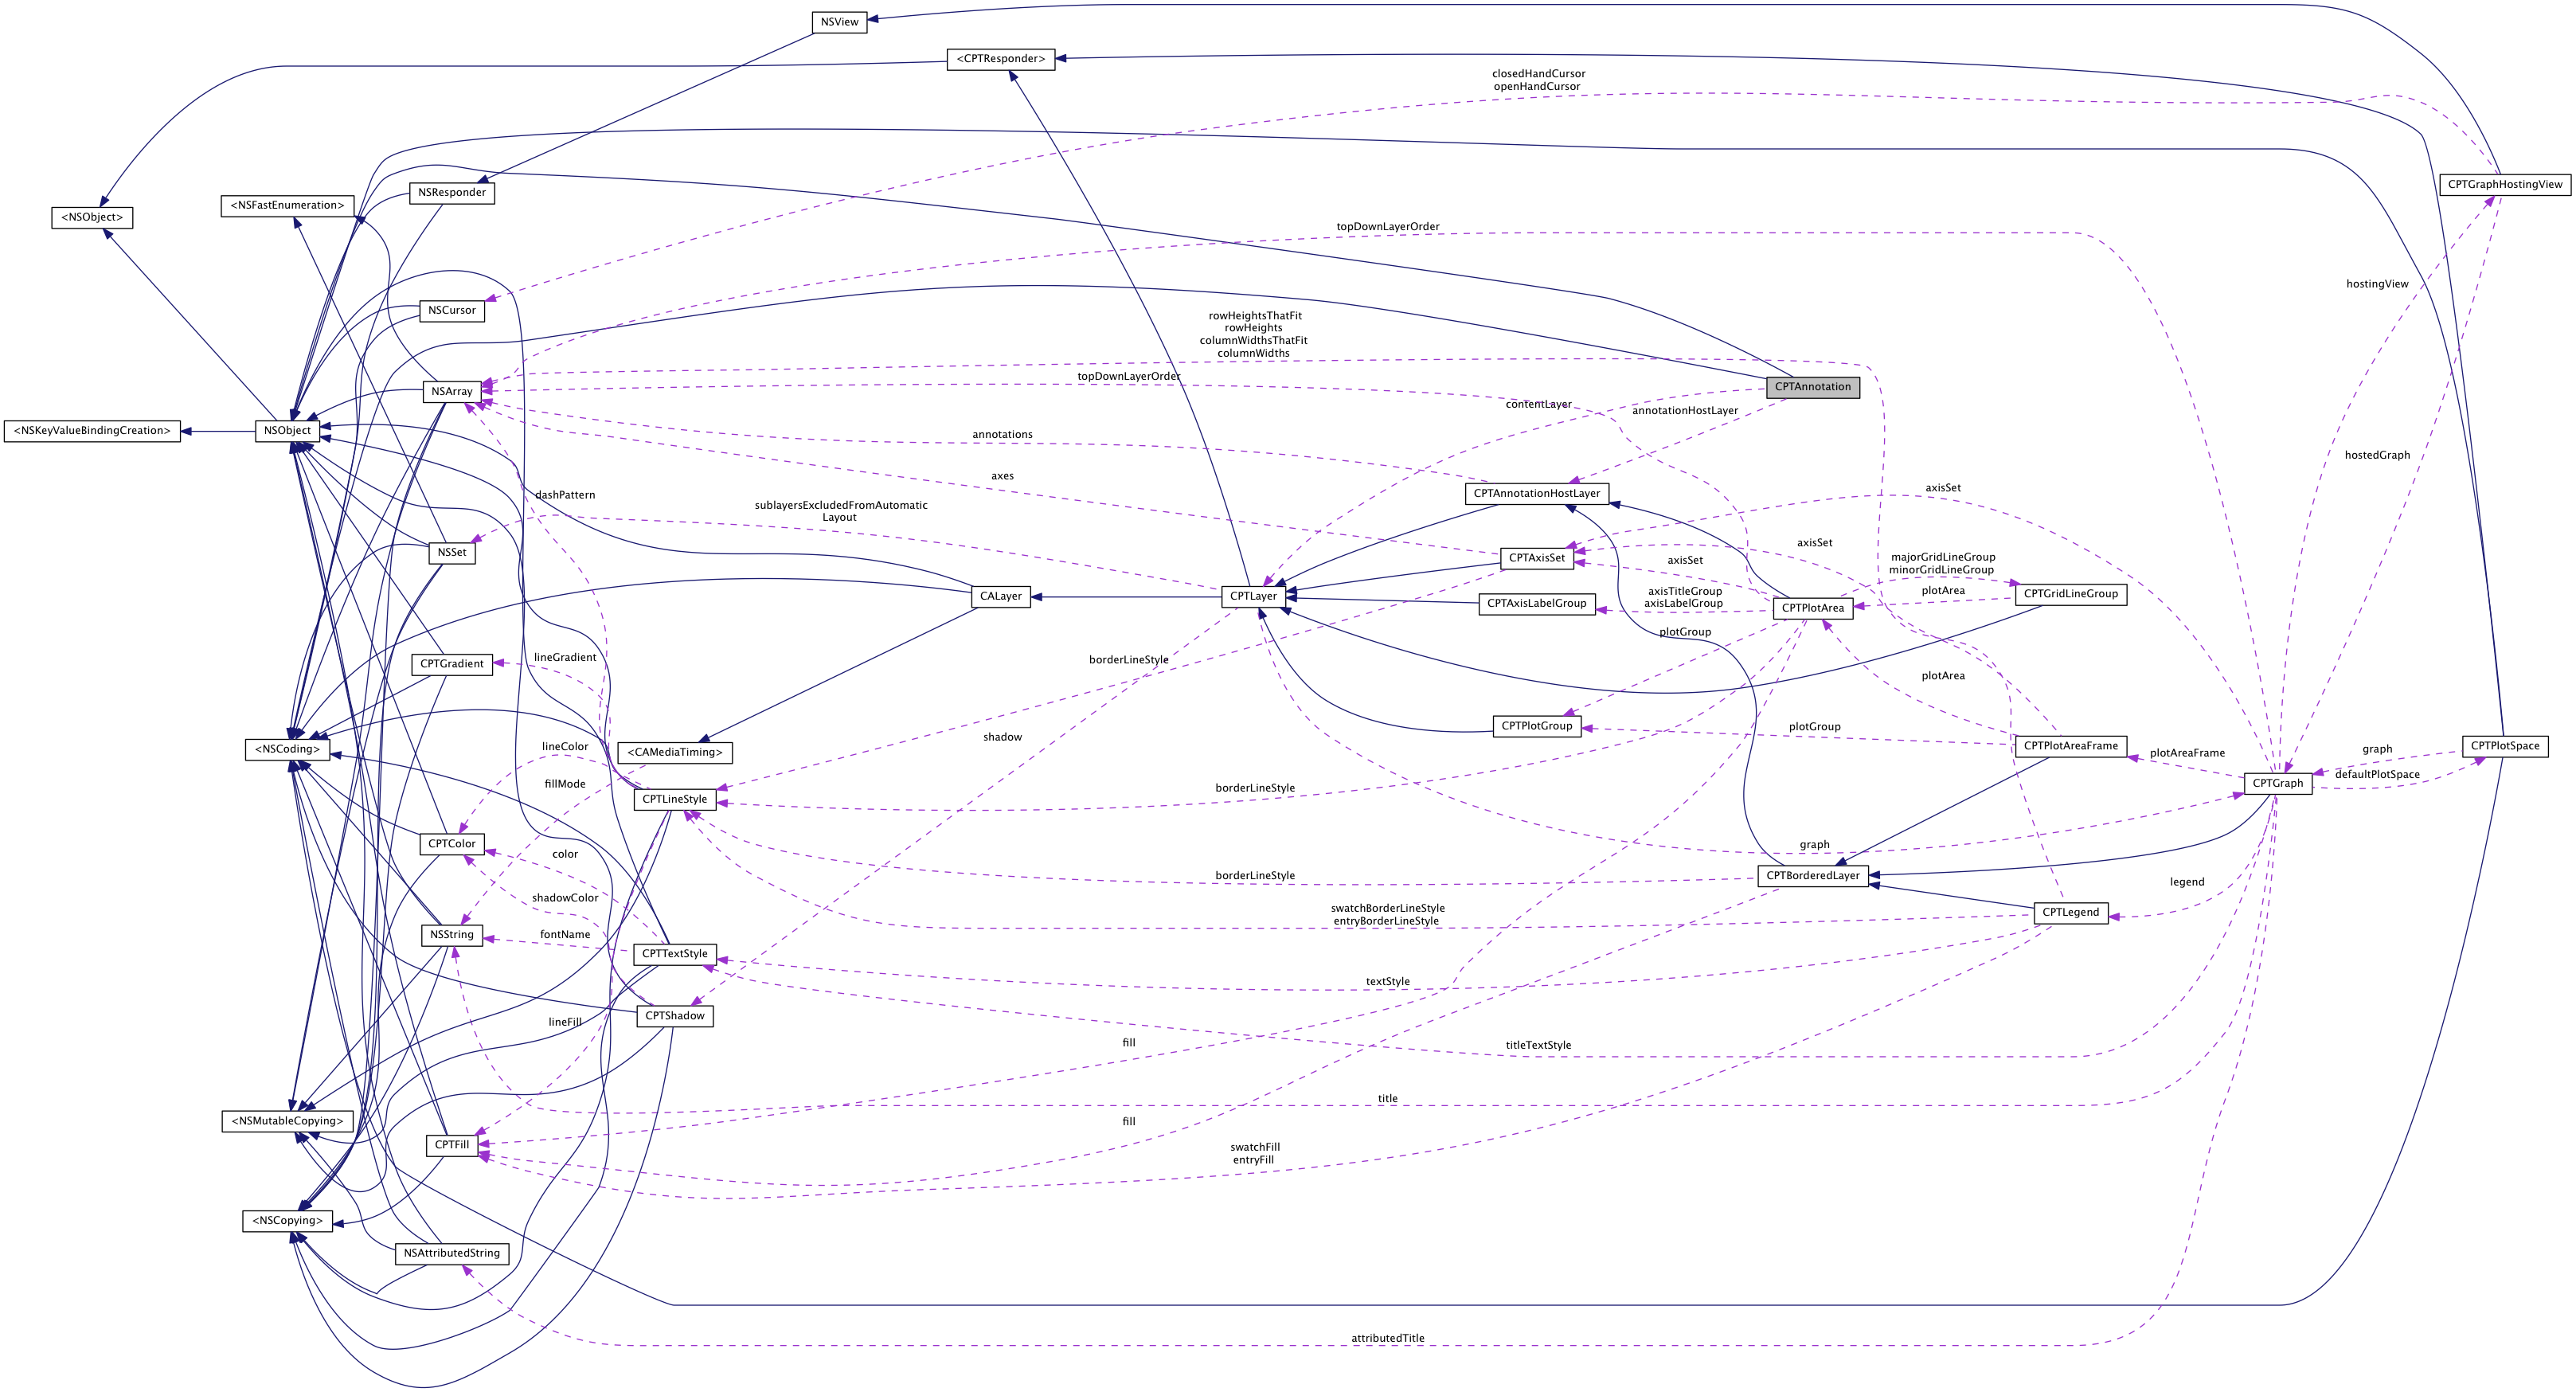 NSView
<CPTResponder>
closedHandCursor
openHandCursor
CPTGraphHostingView
NSResponder
<NSFastEnumeration>
<NSObject>
topDownLayerOrder
hostingView
NSCursor
rowHeightsThatFit
rowHeights
columnWidthsThatFit
columnWidths
topDownLayerOrder
CPTAnnotation
NSArray
contentLayer
annotationHostLayer
<NSKeyValueBindingCreation>
NSObject
annotations
hostedGraph
axes
axisSet
dashPattern
CPTAnnotationHostLayer
sublayersExcludedFromAutomatic
Layout
NSSet
CPTAxisSet
axisSet
axisSet
majorGridLineGroup
minorGridLineGroup
plotArea
CPTGridLineGroup
CALayer
CPTLayer
CPTAxisLabelGroup
axisTitleGroup
axisLabelGroup
CPTPlotArea
plotGroup
lineGradient
CPTGradient
borderLineStyle
plotArea
CPTPlotGroup
plotGroup
shadow
<NSCoding>
lineColor
<CAMediaTiming>
CPTPlotAreaFrame
plotAreaFrame
graph
CPTPlotSpace
defaultPlotSpace
fillMode
CPTGraph
CPTLineStyle
borderLineStyle
CPTColor
color
graph
borderLineStyle
CPTBorderedLayer
legend
shadowColor
swatchBorderLineStyle
entryBorderLineStyle
CPTLegend
NSString
fontName
CPTTextStyle
textStyle
CPTShadow
lineFill
fill
titleTextStyle
title
<NSMutableCopying>
fill
CPTFill
swatchFill
entryFill
<NSCopying>
NSAttributedString
attributedTitle